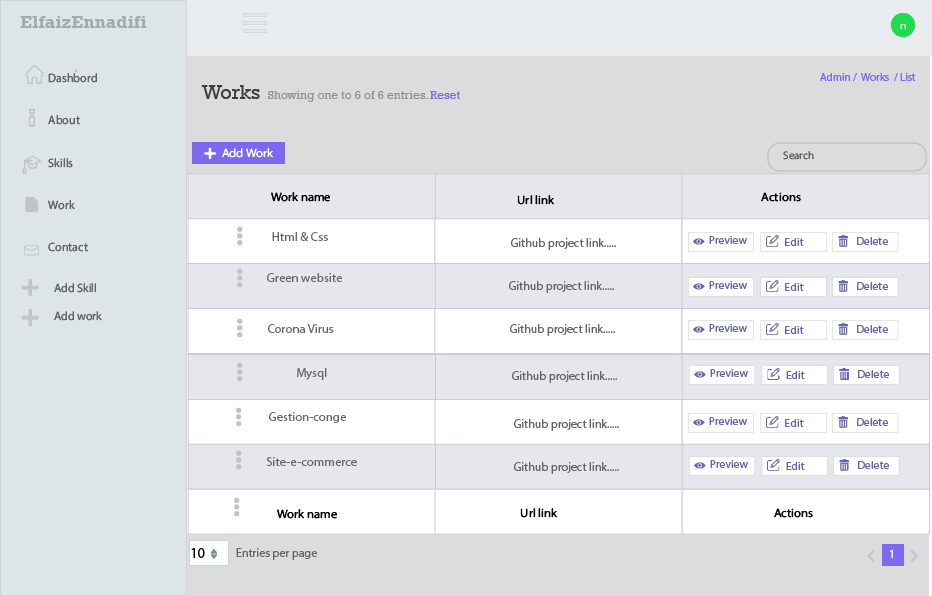 ElfaizEnnadifi
n
Dashbord
About
Skills
Work
Contact
Add Skill
Add work
Admin / Works / List
Works Showing one to 6 of 6 entries. Reset
Add Work
Search
Work name Url link Actions
Html & Css Github project link..... Preview Edit Delete
Green website Github project link..... Preview Edit Delete
Corona Virus Github project link..... Preview Edit Delete
Mysql Github project link..... Preview Edit Delete
Gestion-conge Github project link..... Preview Edit Delete
Site-e-commerce Github project link..... Preview Edit Delete
Work name Url link Actions
10 Entries per page 1